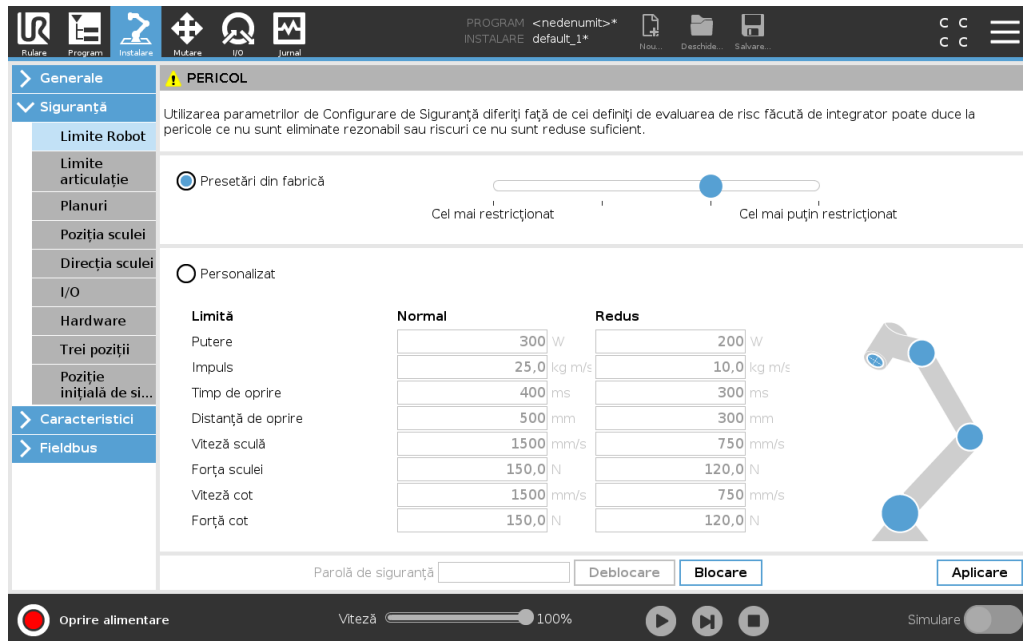 UR
PROGRAM <nedenumit>*
INSTALARE default_1*
Rulare Program Instalare Mutare I/O Jurnal Nou... Deschide... Salvare...
C C
C C
Generale
Siguranță
Limite Robot
Limite
articulație
Planuri
Poziția sculei
Direcția sculei
I/O
Hardware
Trei poziții
Poziție
inițială de si...
Caracteristici
Fieldbus
PERICOL
Utilizarea parametrilor de Configurare de Siguranță diferiți față de cei definiți de evaluarea de risc făcută de integrator poate duce la
pericole ce nu sunt eliminate rezonabil sau riscuri ce nu sunt reduse suficient.
Presetări din fabrică
Cel mai restricționat Cel mai puțin restricționat
Personalizat
Limită Normal Redus
Putere 300 W 200 W
Impuls 25,0 kg m/s 10,0 kg m/s
Timp de oprire 400 ms 300 ms
Distanță de oprire 500 mm 300 mm
Viteză sculă 1500 mm/s 750 mm/s
Forța sculei 150,0 N 120,0 N
Viteză cot 1500 mm/s 750 mm/s
Forță cot 150,0 N 120,0 N
Parolă de siguranță Deblocare Blocare Aplicare
Oprire alimentare Viteză 100% Simulare